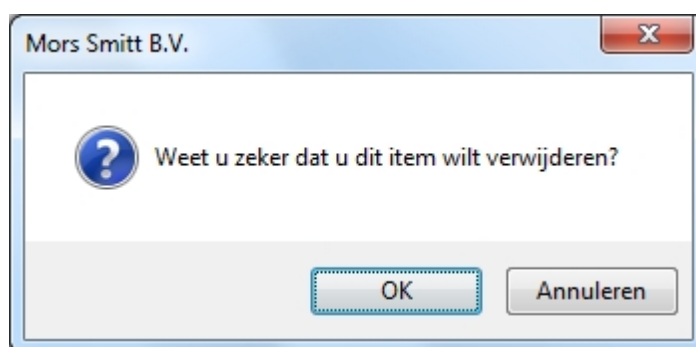 Mors Smitt B.V.
Weet u zeker dat u dit item wilt verwijderen?
OK
Annuleren